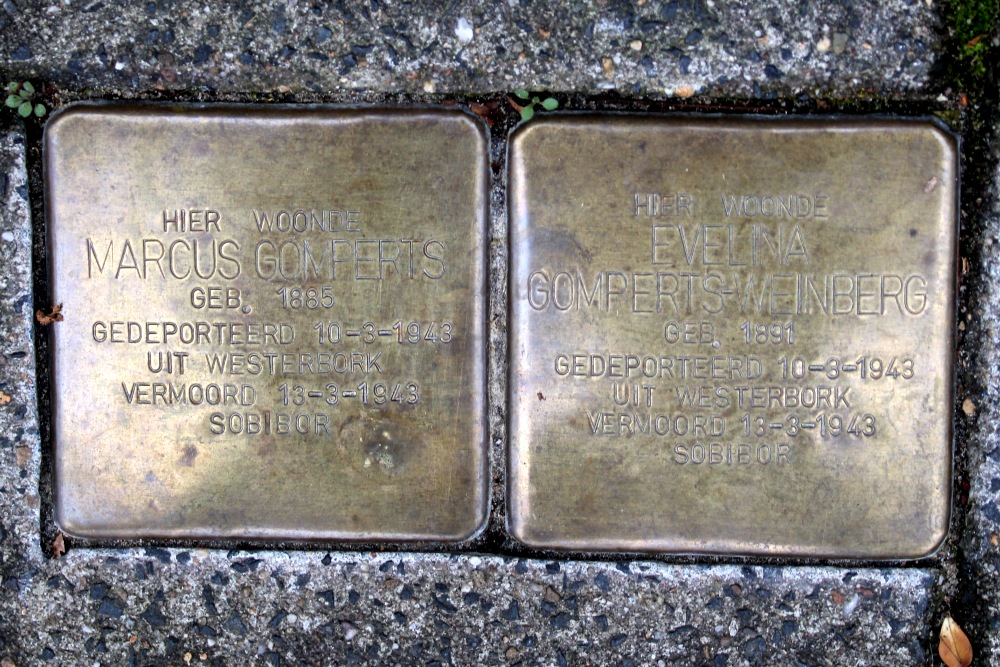 HIER WOONDE
MARCUS GOMPERTS
GEB. 1885
GEDEPORTEERD 10-3-1943
UIT WESTERBORK
VERMOORD 13-3-1943
SOBIBOR
HIER WOONDE
EVELINA
GOMPERTS-WEINBERG
GEB. 1891
GEDEPORTEERD 10-3-1943
UIT WESTERBORK
VERMOORD 13-3-1943
SOBIBOR